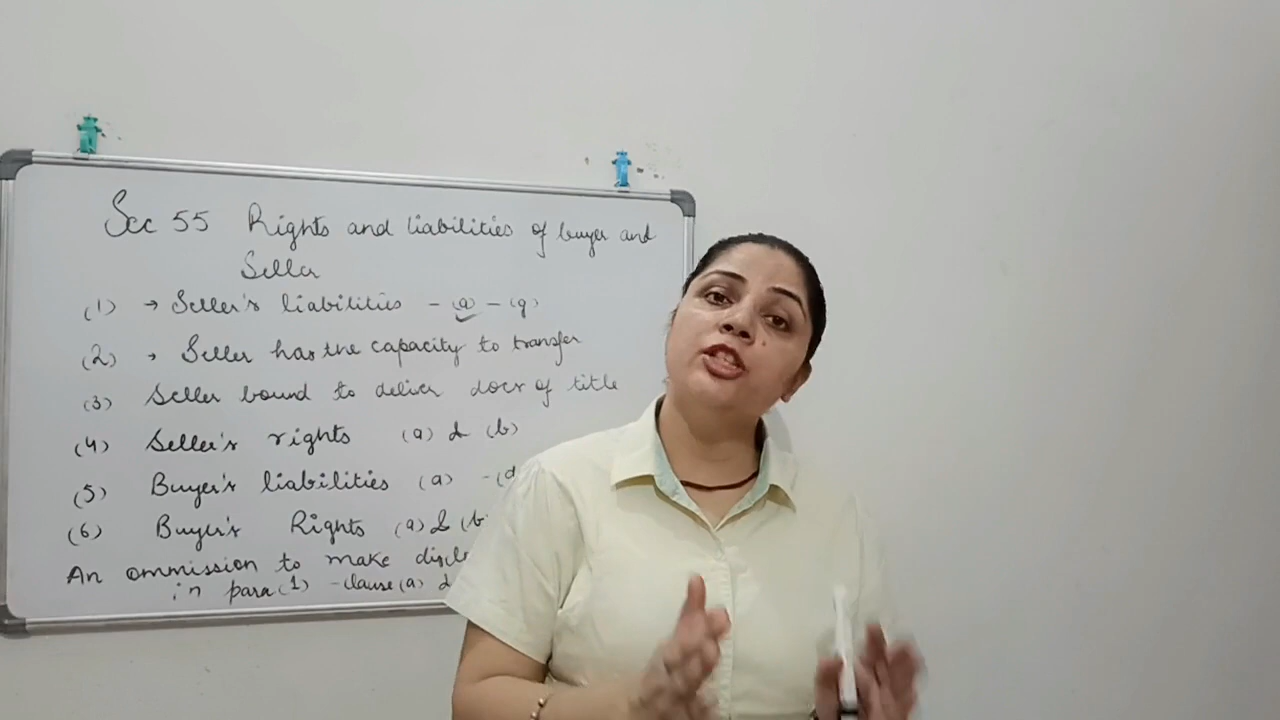 Sec 55 Rights and liabilities of buyer and
Seller
(1) → Seller's liabilities - (a) - (g)
(2) → Seller has the capacity to transfer
(3) Seller bound to deliver docs of title
(4) Seller's rights (a) & (b)
(5) Buyer's liabilities (a) - (d
(6) Buyer's Rights (a) & (b
An ommission to make
in para (1) - clause (a)